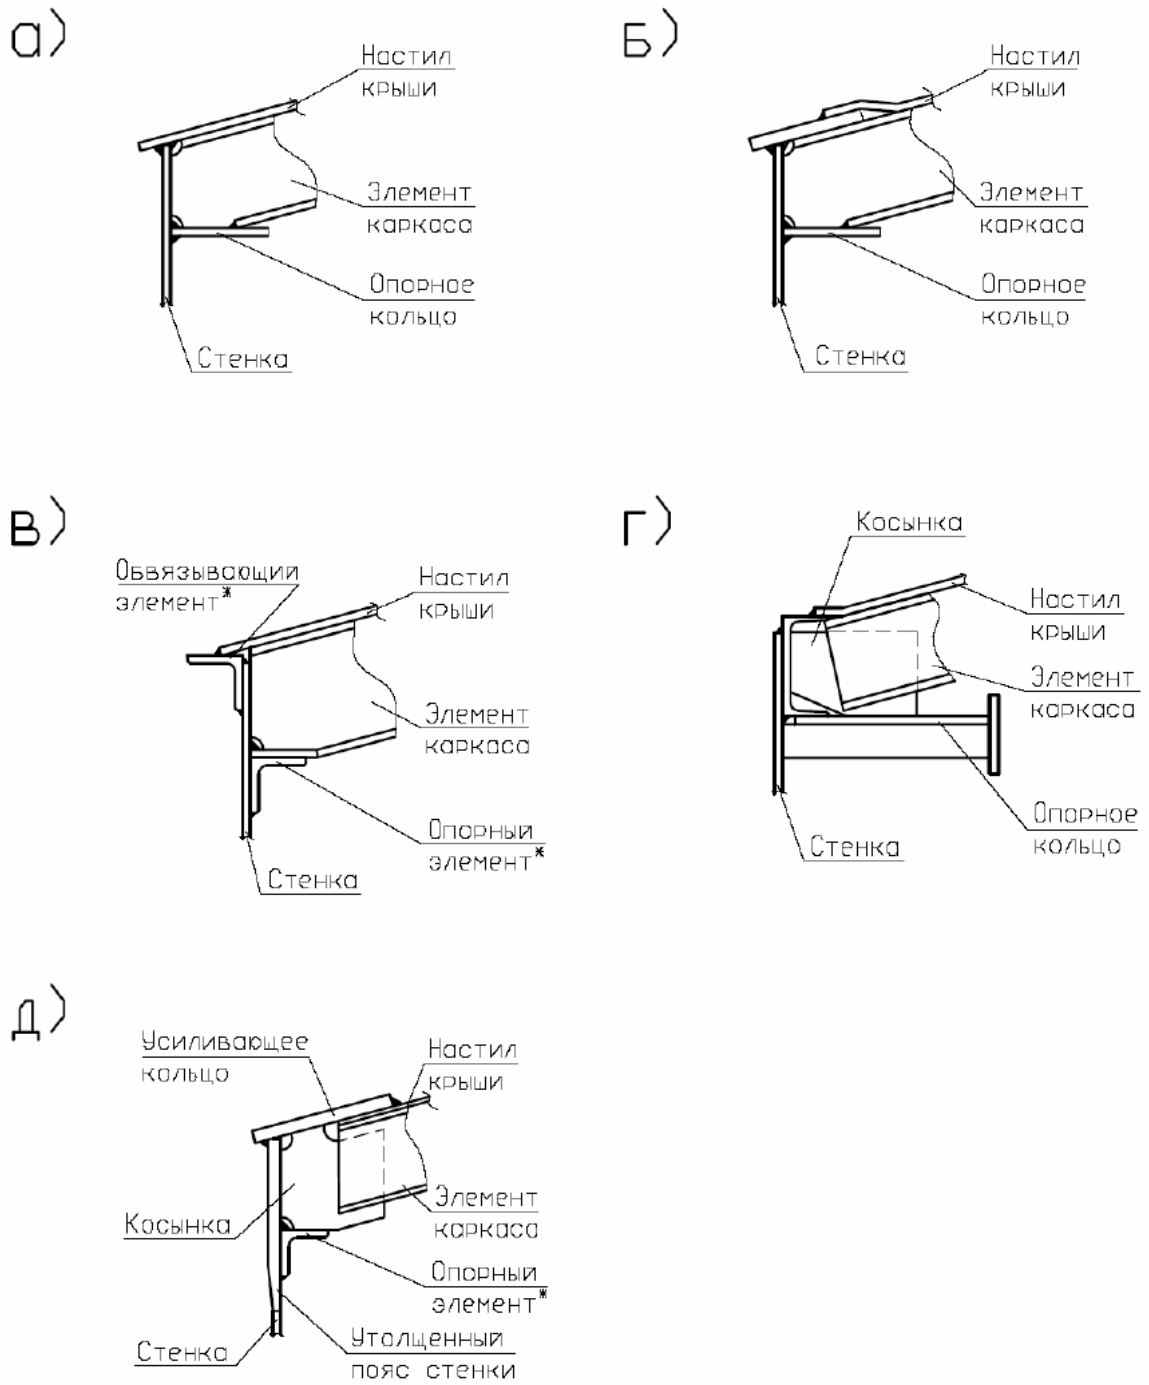 а)
Настил
крыши
Элемент
каркаса
Опорное
кольцо
Стенка
Б)
Настил
крыши
Элемент
каркаса
Опорное
кольцо
Стенка
в)
Обвязывающий
элемент*
Настил
крыши
Элемент
каркаса
Опорный
элемент*
Стенка
г)
Косынка
Настил
крыши
Элемент
каркаса
Опорное
кольцо
Стенка
д)
Усиливающее
кольцо
Настил
крыши
Косынка
Элемент
каркаса
Опорный
элемент*
Стенка
Утолщенный
пояс стенки